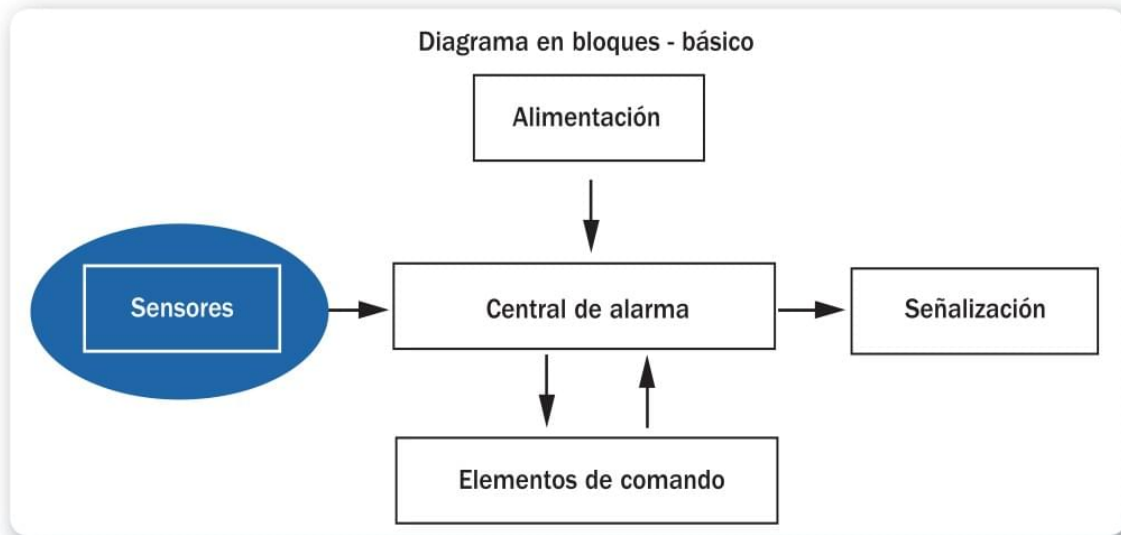 Diagrama en bloques - básico
Alimentación
Sensores
Central de alarma
Señalización
Elementos de comando